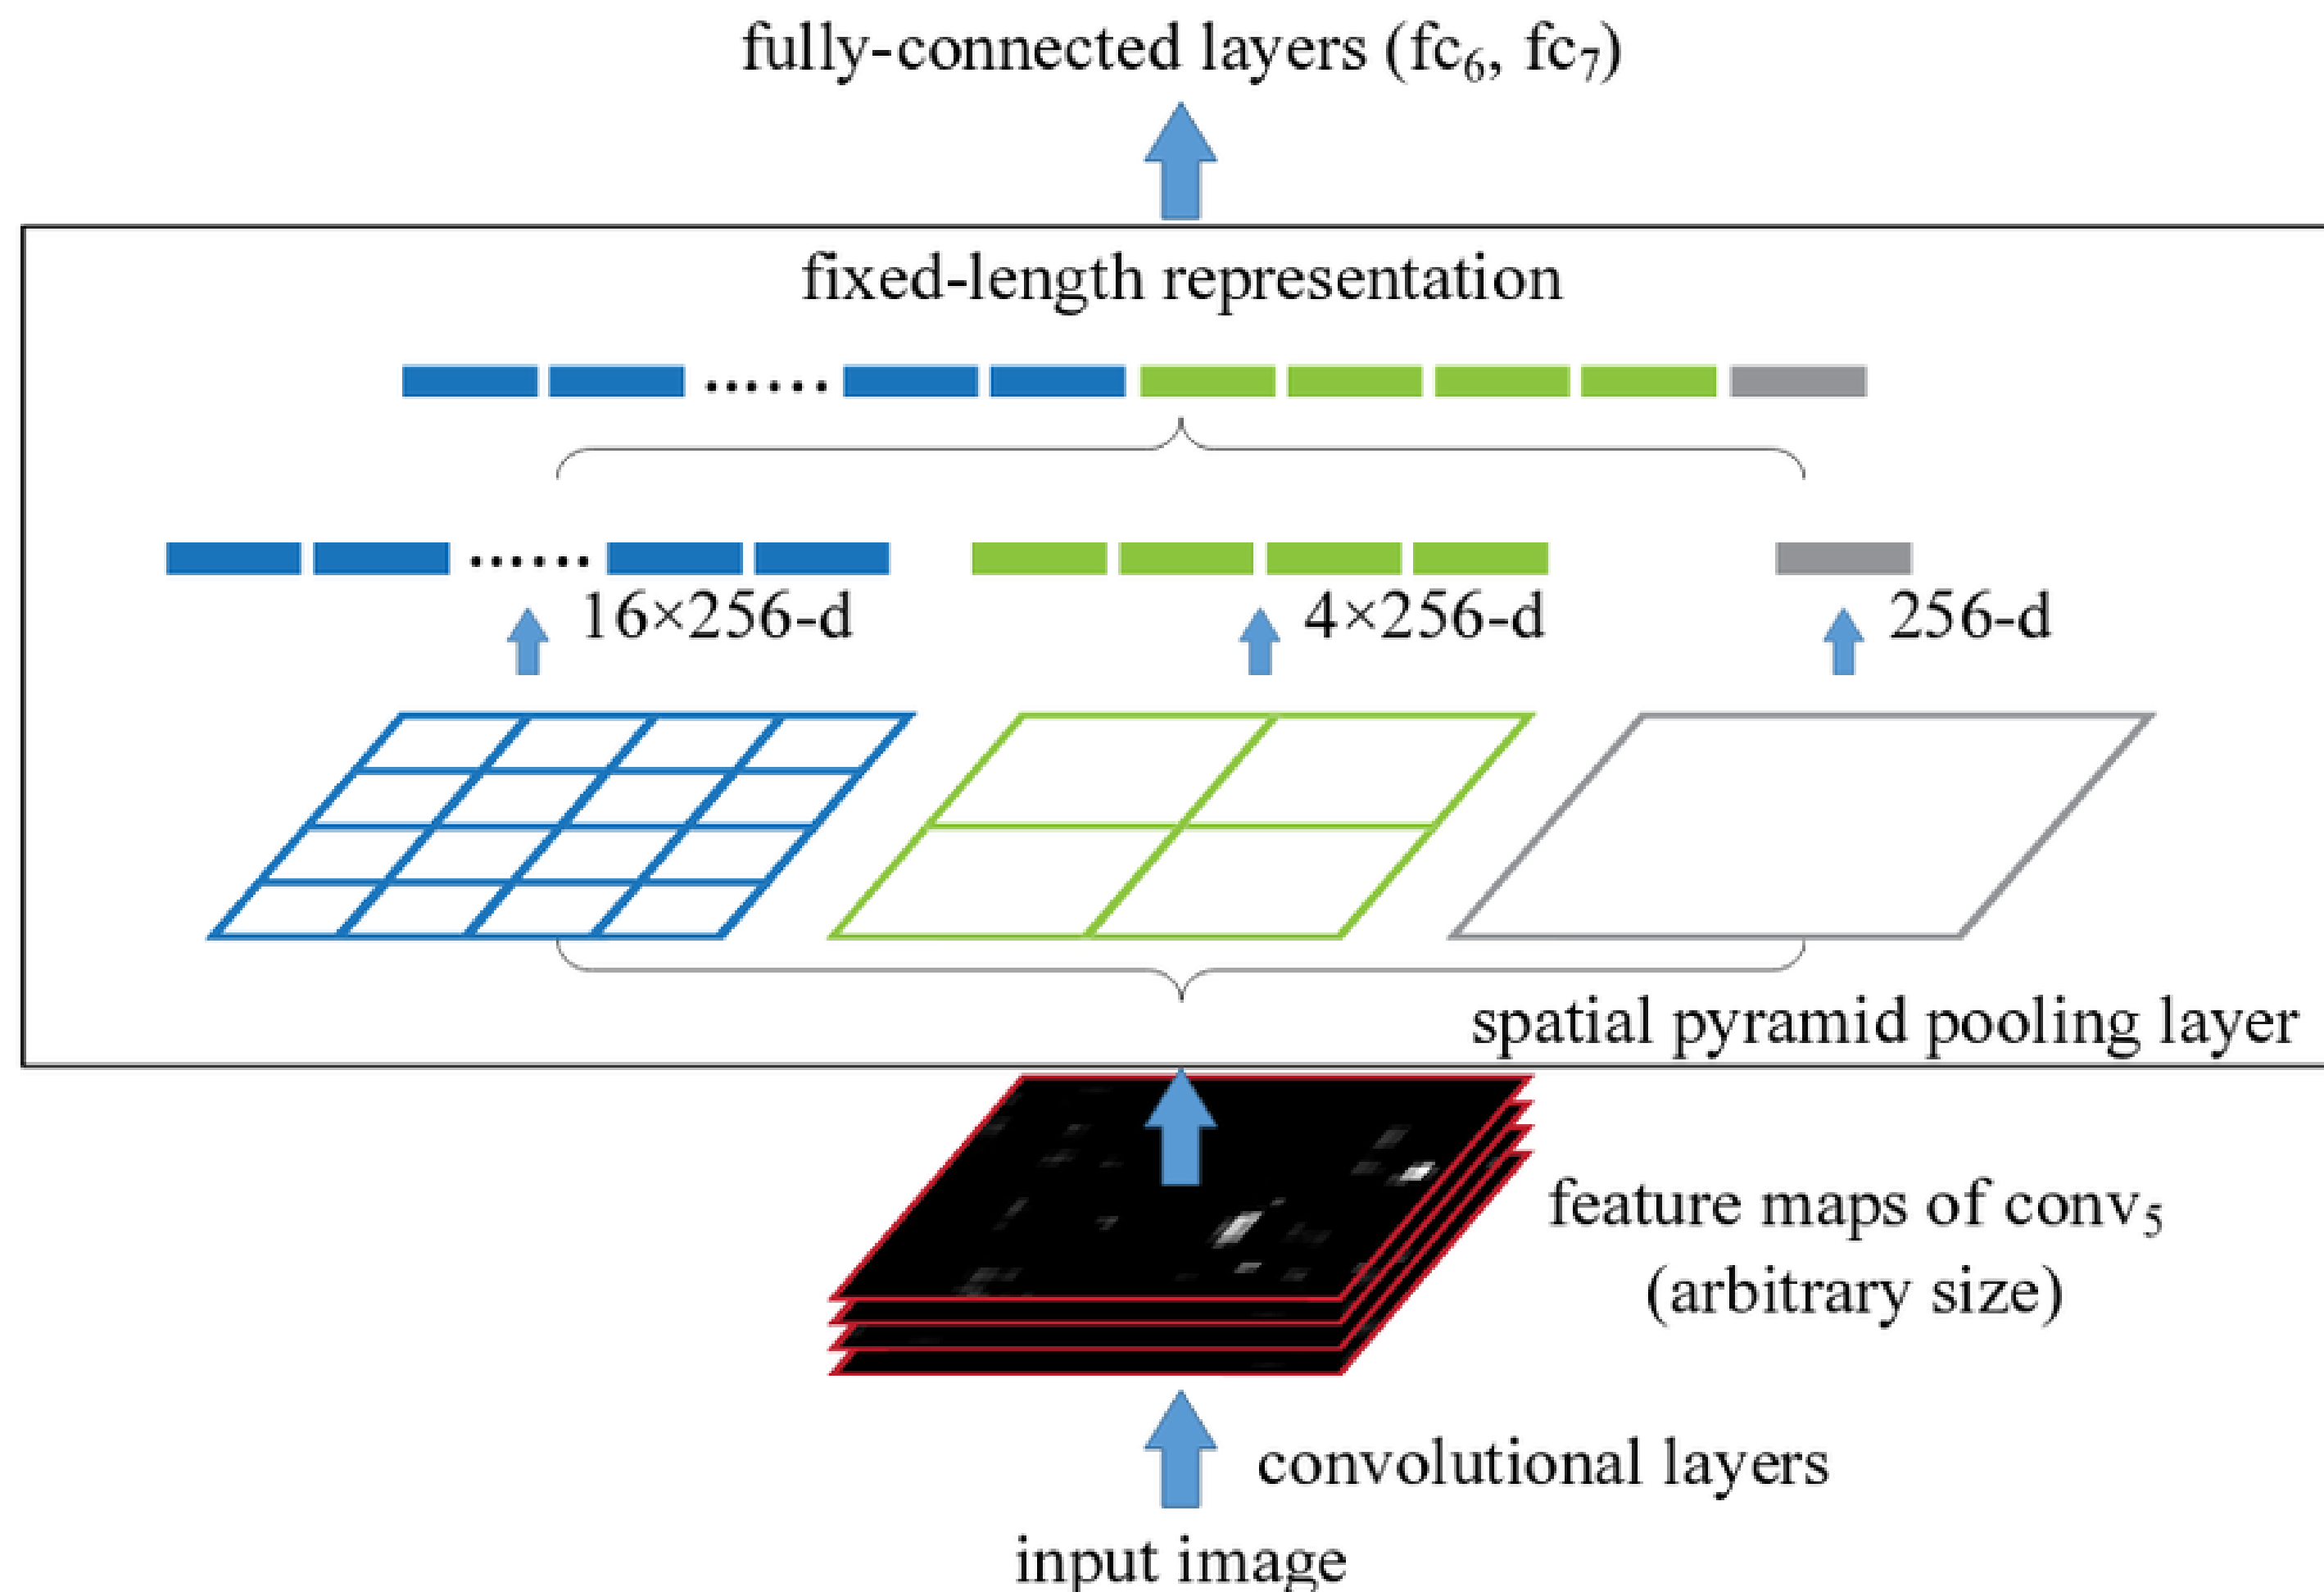 fully-connected layers (fc₆, fc₇)
fixed-length representation
......
......
16×256-d
4×256-d
256-d
spatial pyramid pooling layer
feature maps of conv₅
(arbitrary size)
convolutional layers
input image